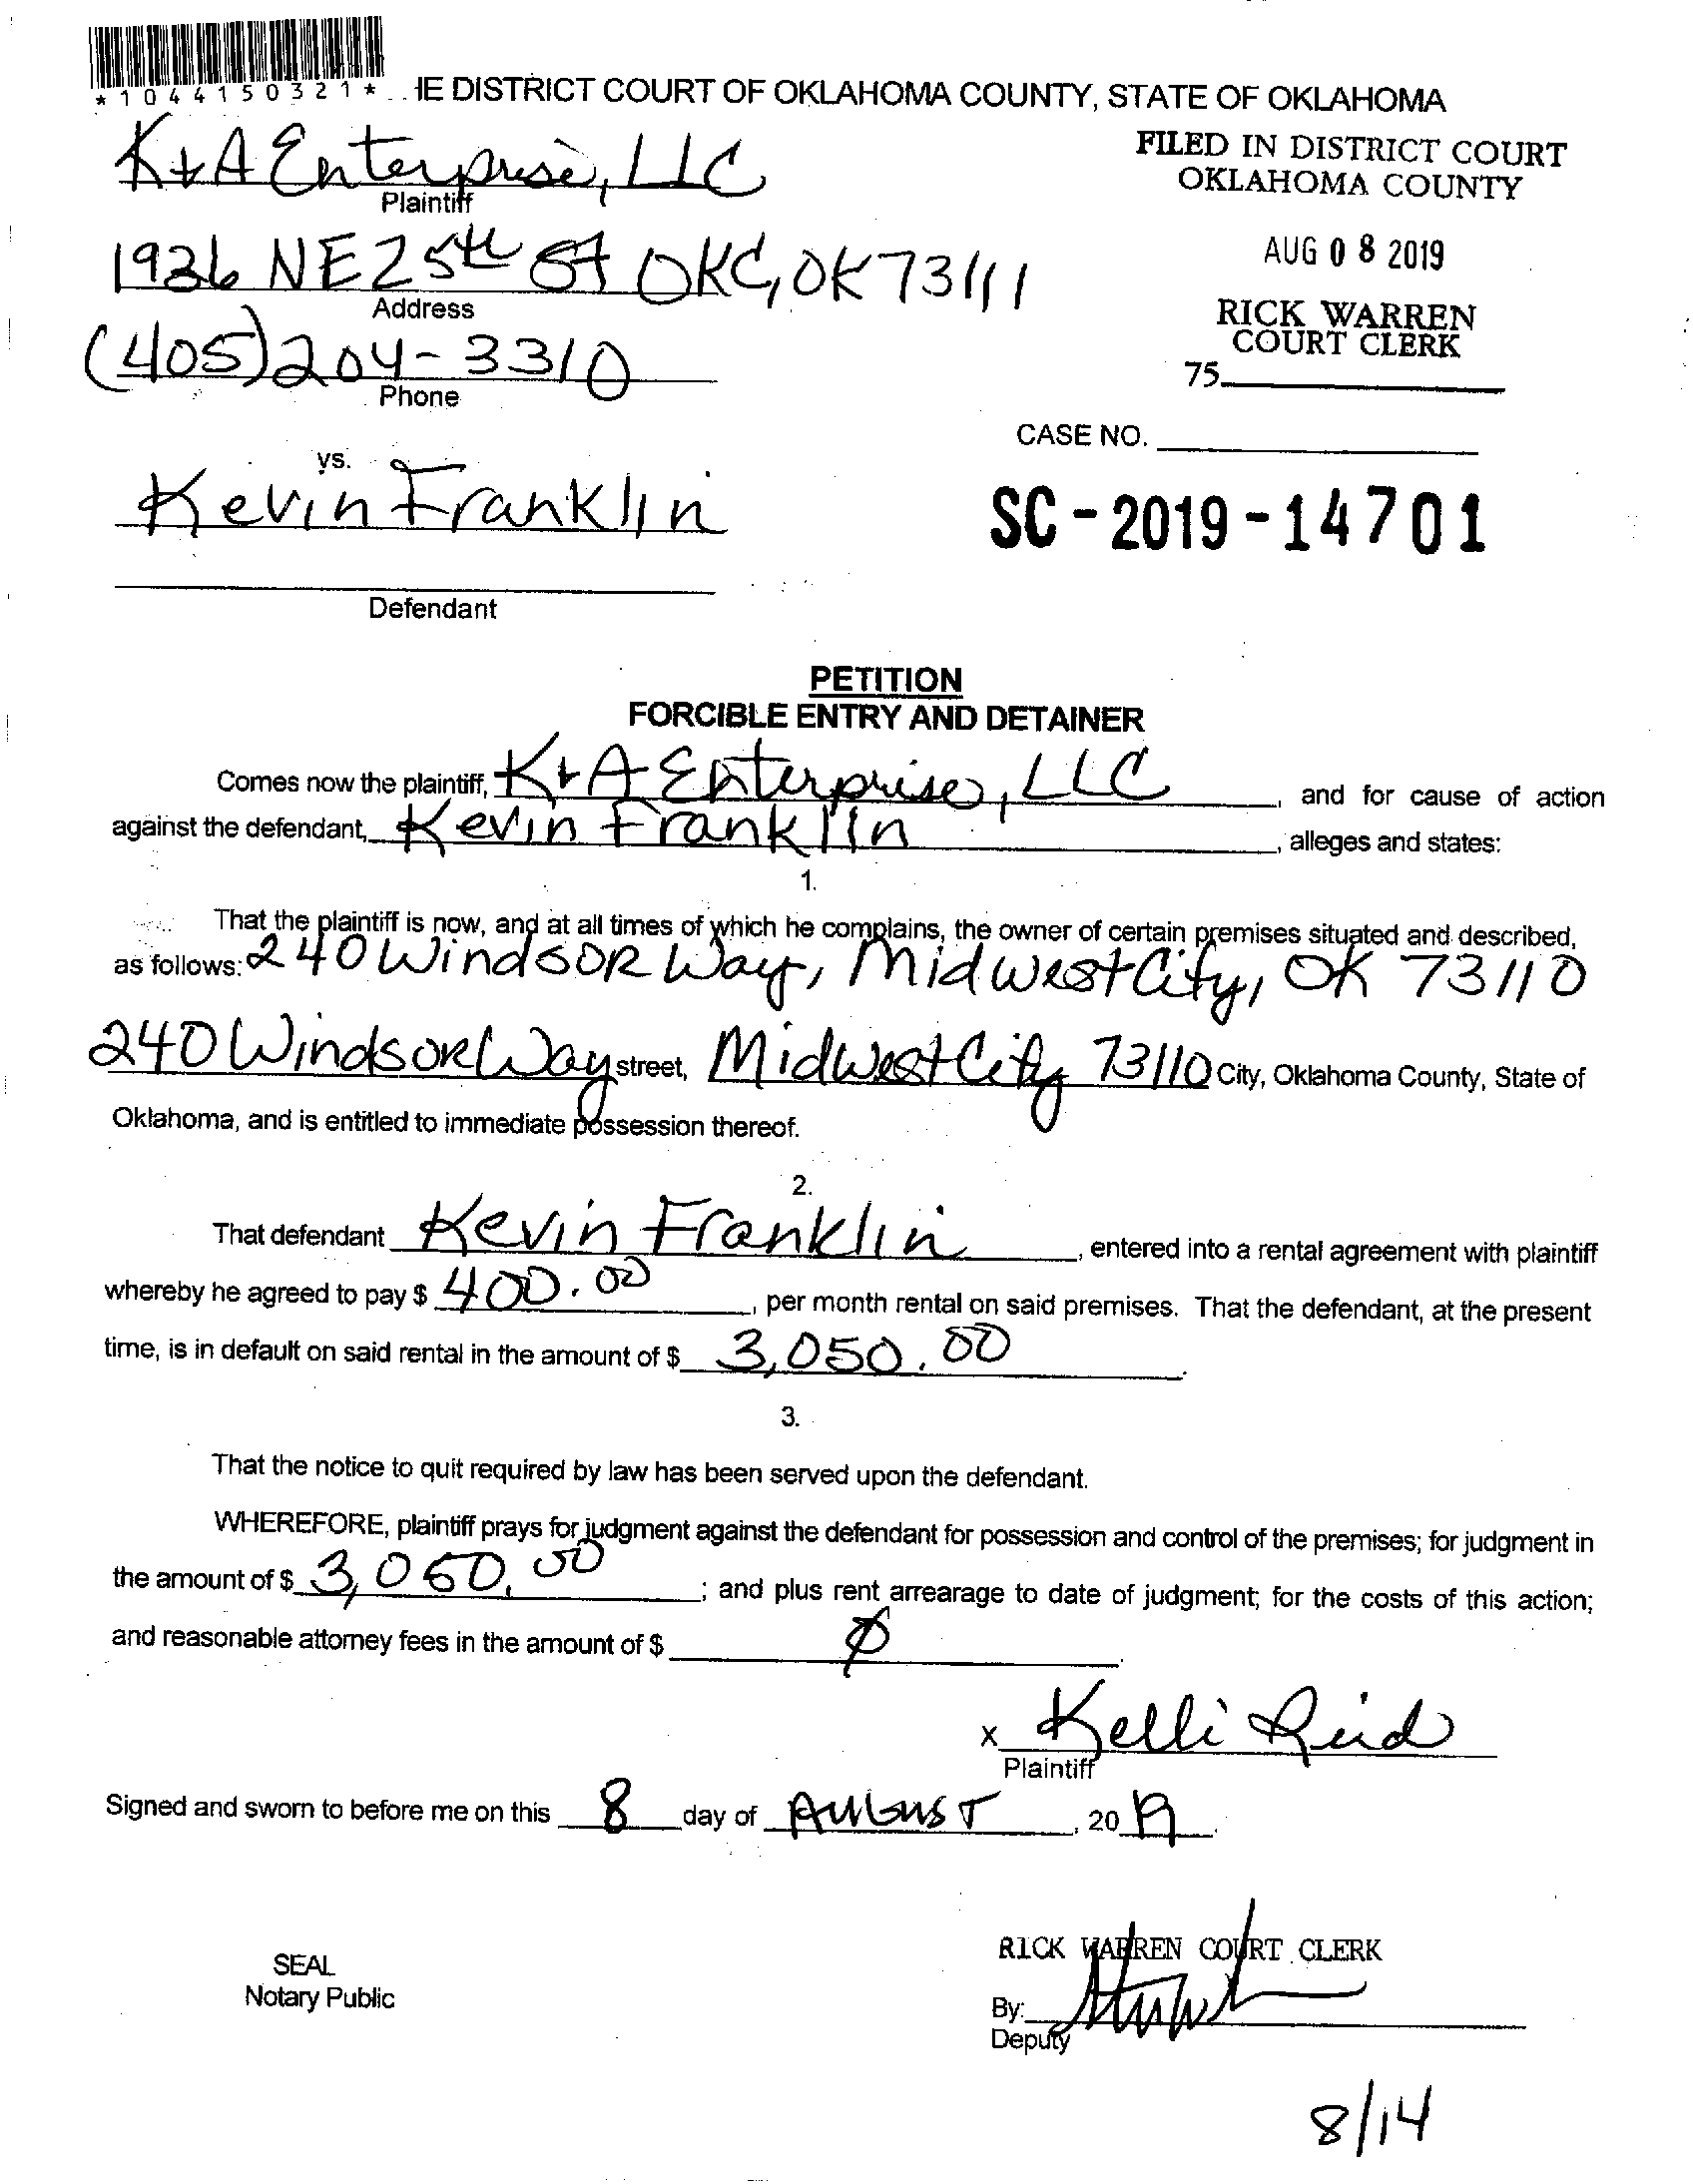 *1044150321* IE DISTRICT COURT OF OKLAHOMA COUNTY, STATE OF OKLAHOMA
K+A Enterprise, LLC
Plaintiff
FILED IN DISTRICT COURT
OKLAHOMA COUNTY
1936 NE 25th St OKC, OK 73111
Address
AUG 08 2019
(405)204-3310
Phone
RICK WARREN
COURT CLERK
75
CASE NO.
vs.
Kevin Franklin
SC-2019-14701
Defendant
PETITION
FORCIBLE ENTRY AND DETAINER
Comes now the plaintiff, K+A Enterprise, LLC, and for cause of action
against the defendant, Kevin Franklin, alleges and states:
1.
That the plaintiff is now, and at all times of which he complains, the owner of certain premises situated and described,
as follows: 240 Windsor Way, Midwest City, OK 73110
240 Windsor Way street, Midwest City 73110 City, Oklahoma County, State of
Oklahoma, and is entitled to immediate possession thereof.
2.
That defendant Kevin Franklin, entered into a rental agreement with plaintiff
whereby he agreed to pay $ 400.00, per month rental on said premises. That the defendant, at the present
time, is in default on said rental in the amount of $ 3,050.00.
3.
That the notice to quit required by law has been served upon the defendant.
WHEREFORE, plaintiff prays for judgment against the defendant for possession and control of the premises; for judgment in
the amount of $ 3,050.00; and plus rent arrearage to date of judgment; for the costs of this action;
and reasonable attorney fees in the amount of $ ∅.
x Kelli Reid
Plaintiff
Signed and sworn to before me on this 8 day of August, 2019.
RICK WARREN COURT CLERK
SEAL
Notary Public
By:
Deputy
8/14